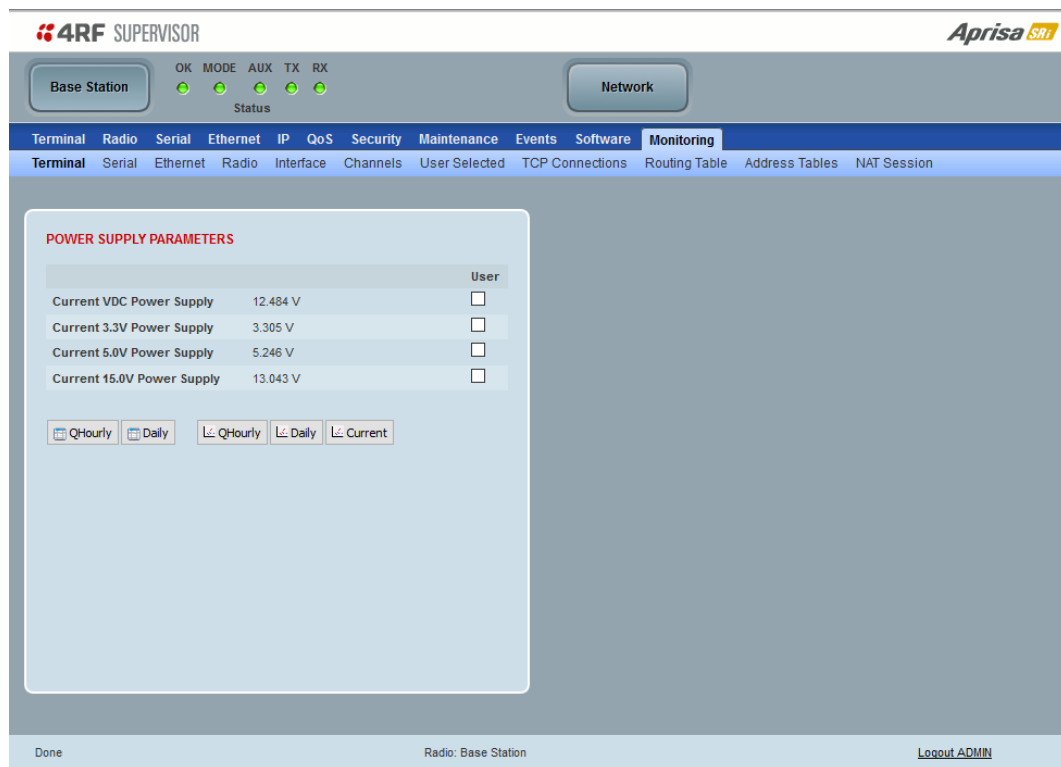 4RF SUPERVISOR
Aprisa SRi
Base Station
OK MODE AUX TX RX
Status
Network
Terminal Radio Serial Ethernet IP QoS Security Maintenance Events Software Monitoring
Terminal Serial Ethernet Radio Interface Channels User Selected TCP Connections Routing Table Address Tables NAT Session
POWER SUPPLY PARAMETERS
User
Current VDC Power Supply 12.484 V
Current 3.3V Power Supply 3.305 V
Current 5.0V Power Supply 5.246 V
Current 15.0V Power Supply 13.043 V
QHourly Daily QHourly Daily Current
Done Radio: Base Station Logout ADMIN